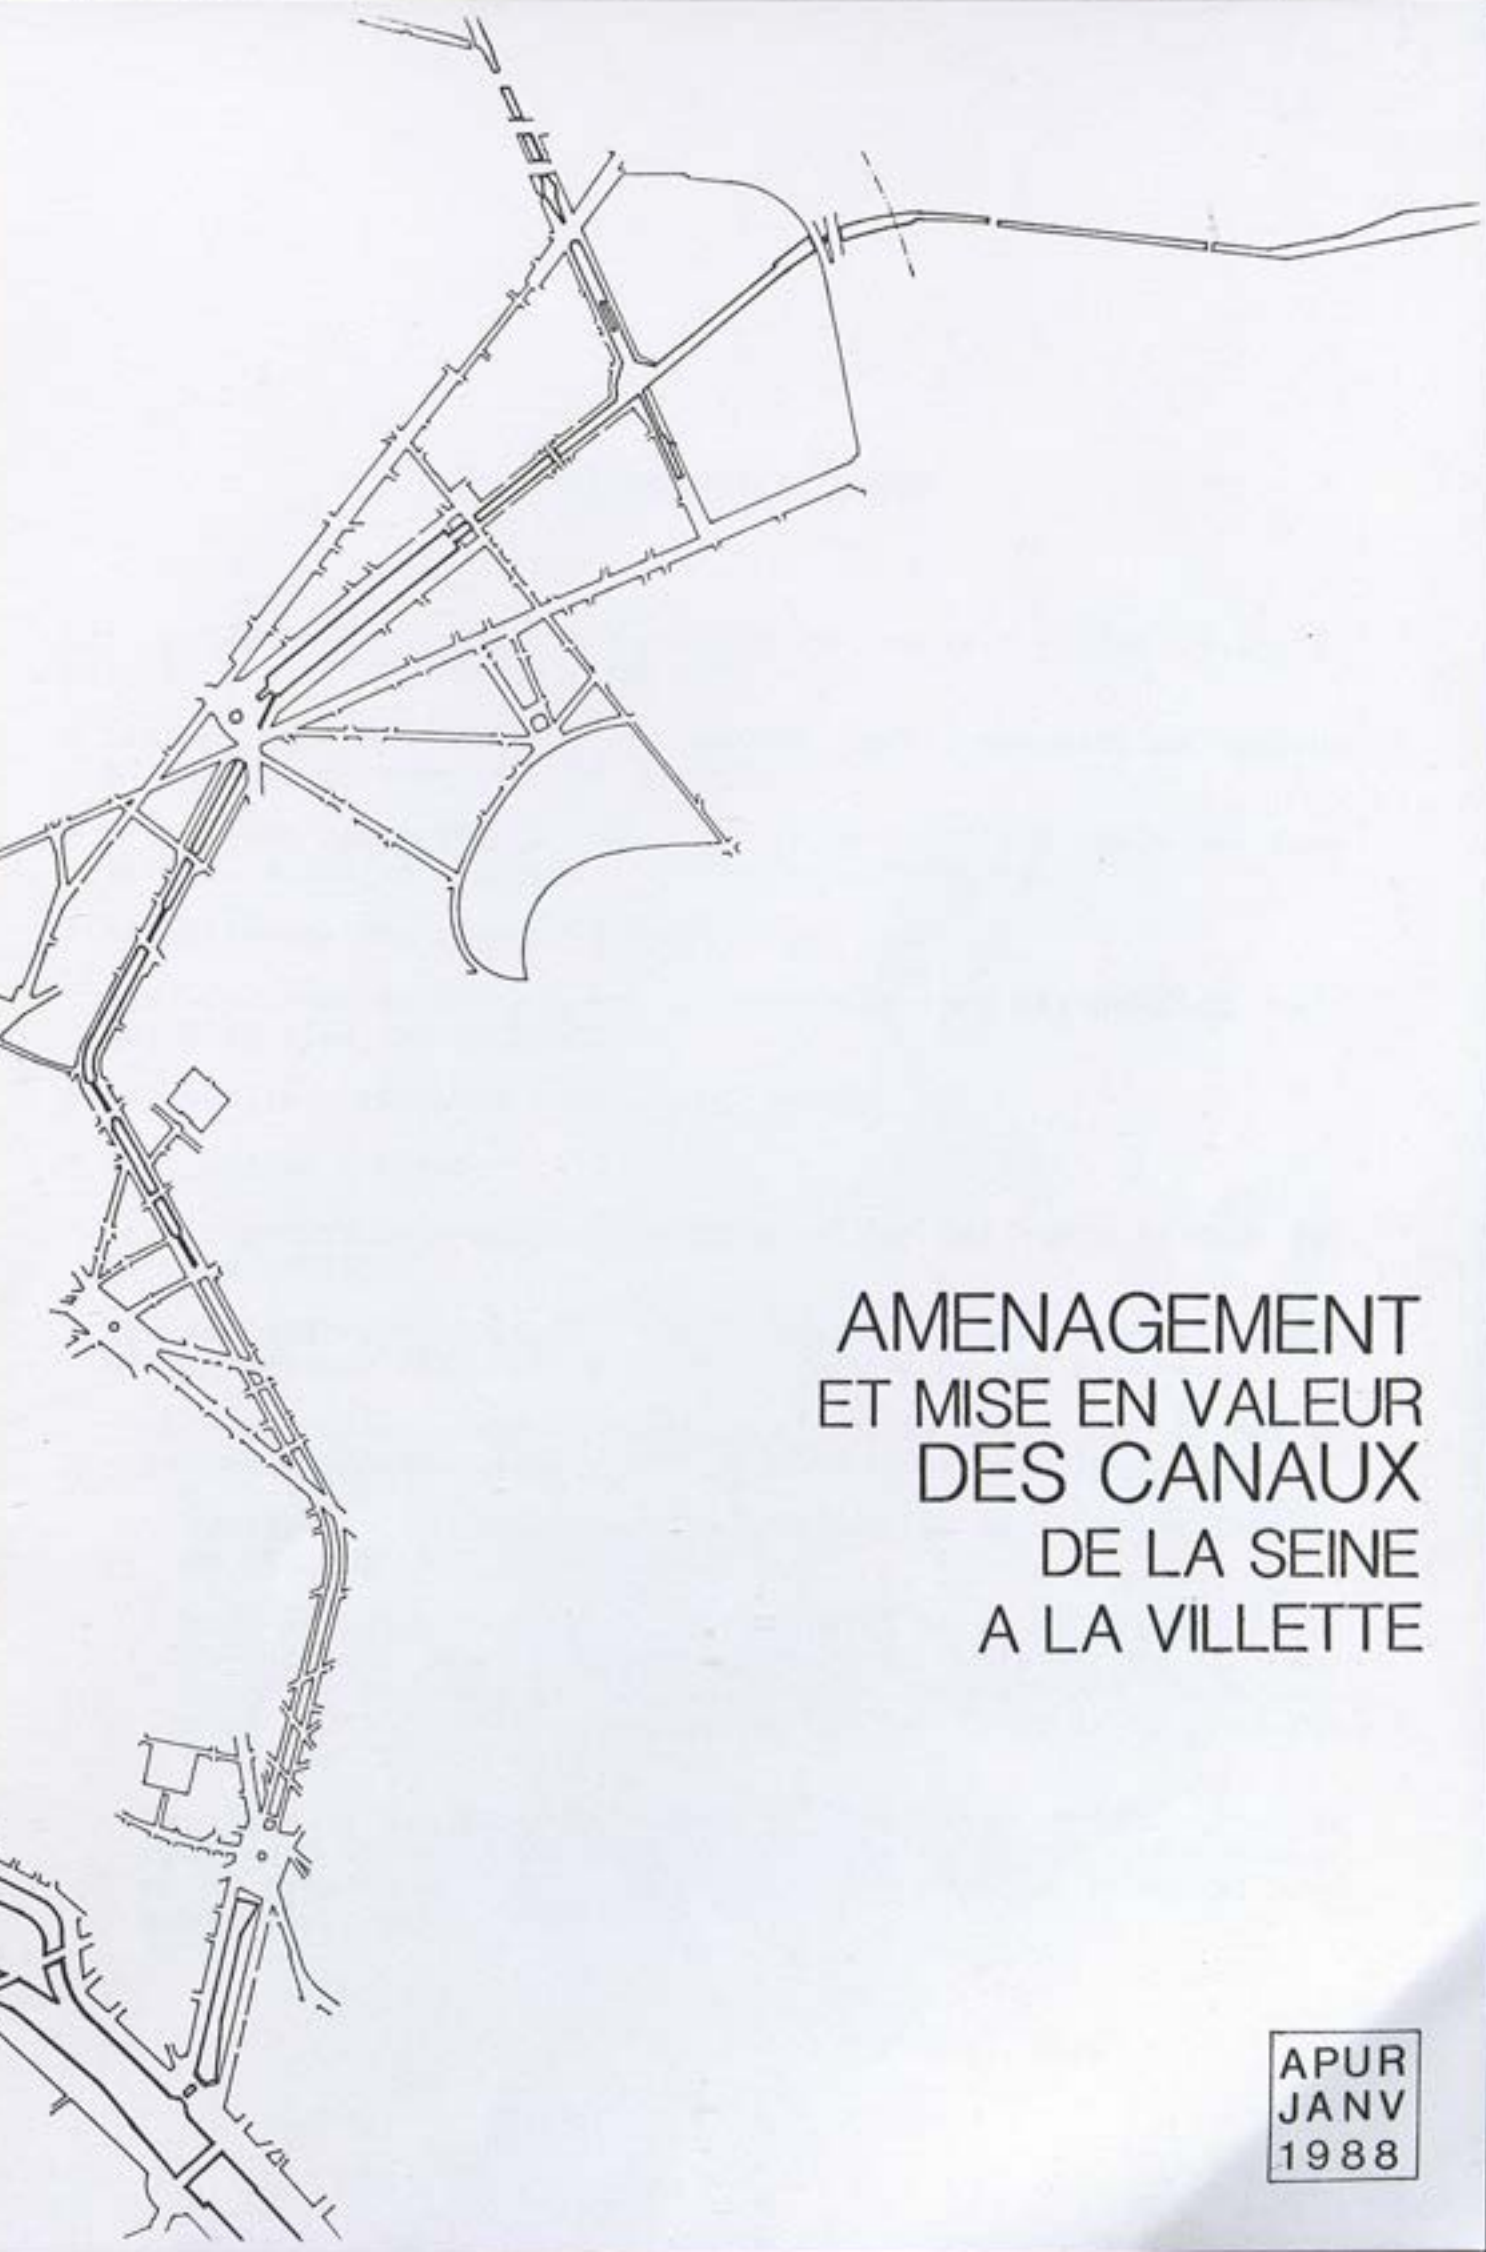 AMENAGEMENT
ET MISE EN VALEUR
DES CANAUX
DE LA SEINE
A LA VILLETTE
APUR
JANV
1988